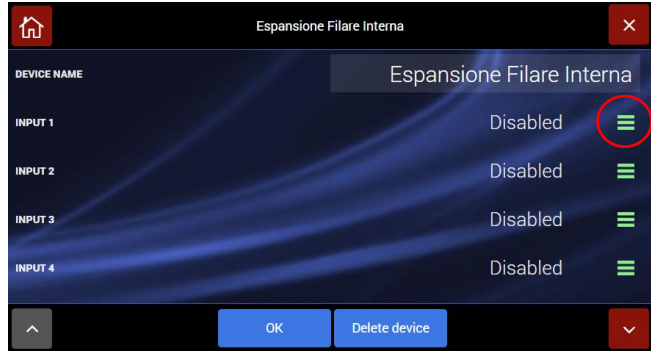 Espansione Filare Interna
DEVICE NAME Espansione Filare Interna
INPUT 1 Disabled
INPUT 2 Disabled
INPUT 3 Disabled
INPUT 4 Disabled
OK Delete device